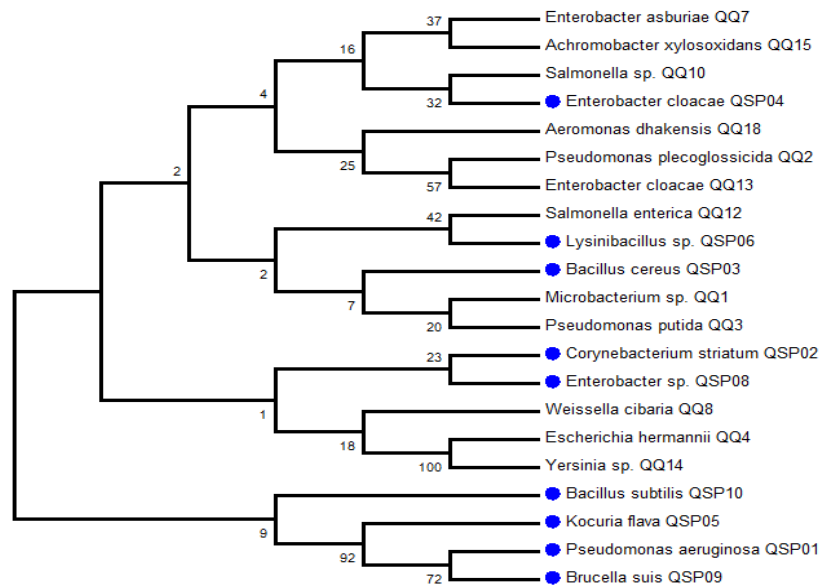 Enterobacter asburiae QQ7
37
Achromobacter xylosoxidans QQ15
16
Salmonella sp. QQ10
32
Enterobacter cloacae QSP04
4
Aeromonas dhakensis QQ18
25
Pseudomonas plecoglossicida QQ2
57
Enterobacter cloacae QQ13
2
Salmonella enterica QQ12
42
Lysinibacillus sp. QSP06
2
Bacillus cereus QSP03
7
Microbacterium sp. QQ1
20
Pseudomonas putida QQ3
Corynebacterium striatum QSP02
23
Enterobacter sp. QSP08
1
Weissella cibaria QQ8
18
Escherichia hermannii QQ4
100
Yersinia sp. QQ14
Bacillus subtilis QSP10
9
Kocuria flava QSP05
92
Pseudomonas aeruginosa QSP01
72
Brucella suis QSP09